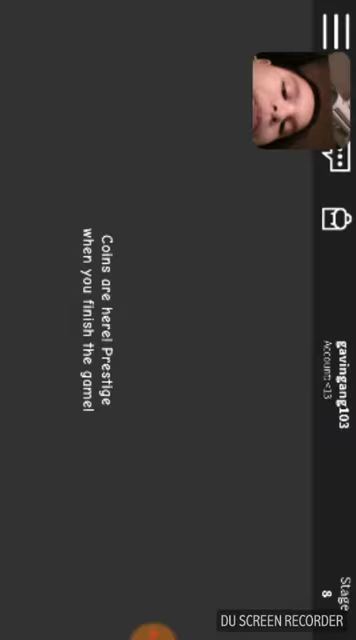 gavingang103
Account: <13
Stage
8
Coins are here! Prestige
when you finish the game!
DU SCREEN RECORDER